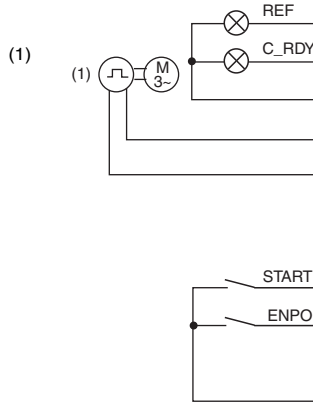 REF
(1)
C_RDY
(1)
M
3~
START
ENPO